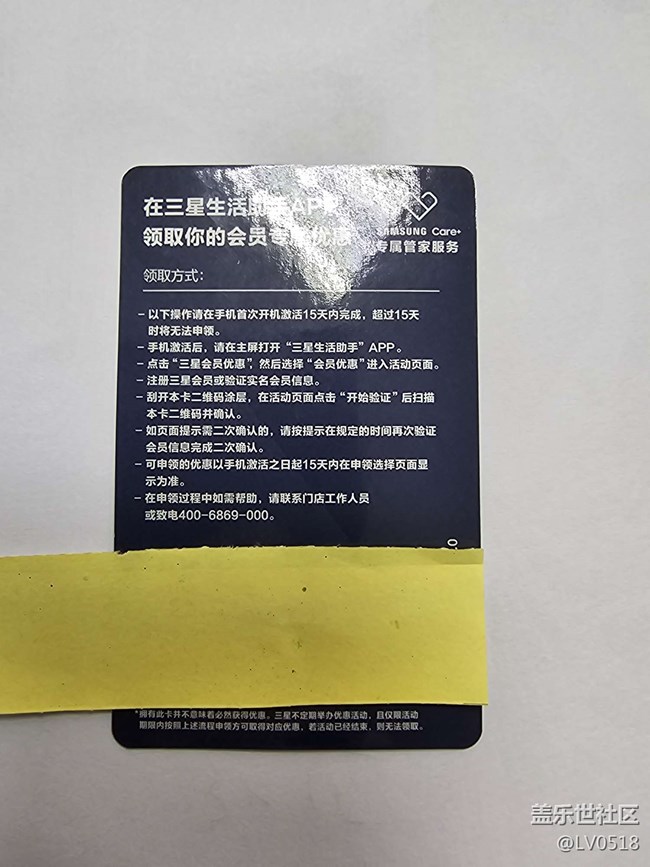 在三星生活助手APP
领取你的会员专属优惠
SAMSUNG Care+
专属管家服务
领取方式：
- 以下操作请在手机首次开机激活15天内完成，超过15天
时将无法申领。
- 手机激活后，请在主屏打开“三星生活助手”APP。
- 点击“三星会员优惠”，然后选择“会员优惠”进入活动页面。
- 注册三星会员或验证实名会员信息。
- 刮开本卡二维码涂层，在活动页面点击“开始验证”后扫描
本卡二维码并确认。
- 如页面提示需二次确认的，请按提示在规定的时间再次验证
会员信息完成二次确认。
- 可申领的优惠以手机激活之日起15天内在申领选择页面显
示为准。
- 在申领过程中如需帮助，请联系门店工作人员
或致电400-6869-000。
*拥有此卡并不意味着必然获得优惠。三星不定期举办优惠活动，且仅限活动
期限内按照上述流程申领方可取得对应优惠，若活动已经结束，则无法领取。
盖乐世社区
@LV0518